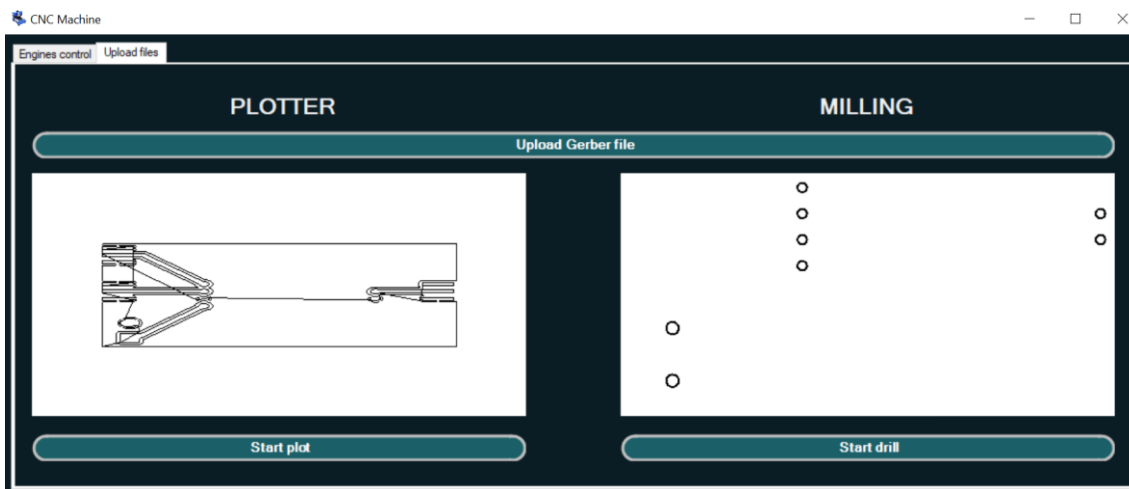 CNC Machine
Engines control Upload files
PLOTTER MILLING
Upload Gerber file
Start plot Start drill